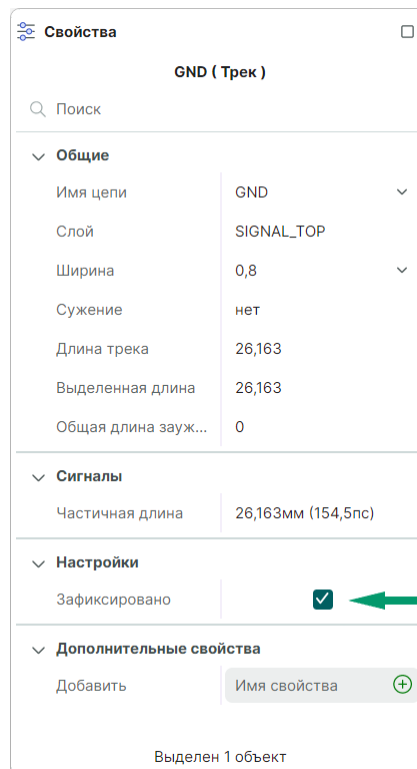 Свойства
GND ( Трек )
Поиск
Общие
Имя цепи GND
Слой SIGNAL_TOP
Ширина 0,8
Сужение нет
Длина трека 26,163
Выделенная длина 26,163
Общая длина зауж... 0
Сигналы
Частичная длина 26,163мм (154,5пс)
Настройки
Зафиксировано
Дополнительные свойства
Добавить Имя свойства
Выделен 1 объект